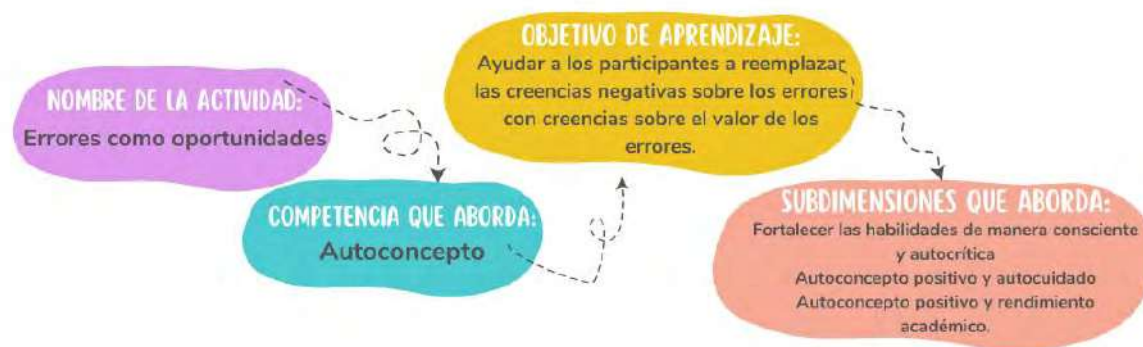 NOMBRE DE LA ACTIVIDAD:
Errores como oportunidades
COMPETENCIA QUE ABORDA:
Autoconcepto
OBJETIVO DE APRENDIZAJE:
Ayudar a los participantes a reemplazar
las creencias negativas sobre los errores
con creencias sobre el valor de los
errores.
SUBDIMENSIONES QUE ABORDA:
Fortalecer las habilidades de manera consciente
y autocrítica
Autoconcepto positivo y autocuidado
Autoconcepto positivo y rendimiento
académico.